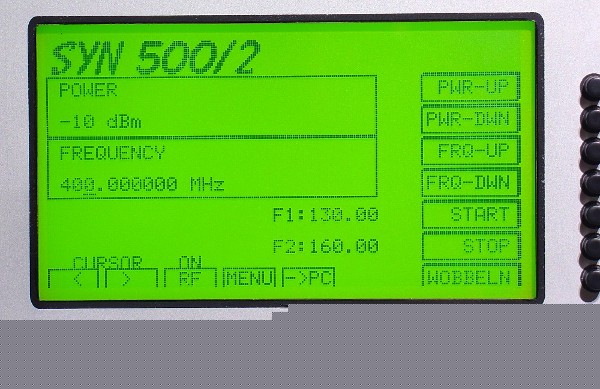 SYN 500/2
POWER
-10 dBm
FREQUENCY
400.000000 MHz
F1:130.00
F2:160.00
PWR-UP
PWR-DWN
FRQ-UP
FRQ-DWN
START
STOP
WOBBELN
CURSOR ON
< > RF MENU ->PC